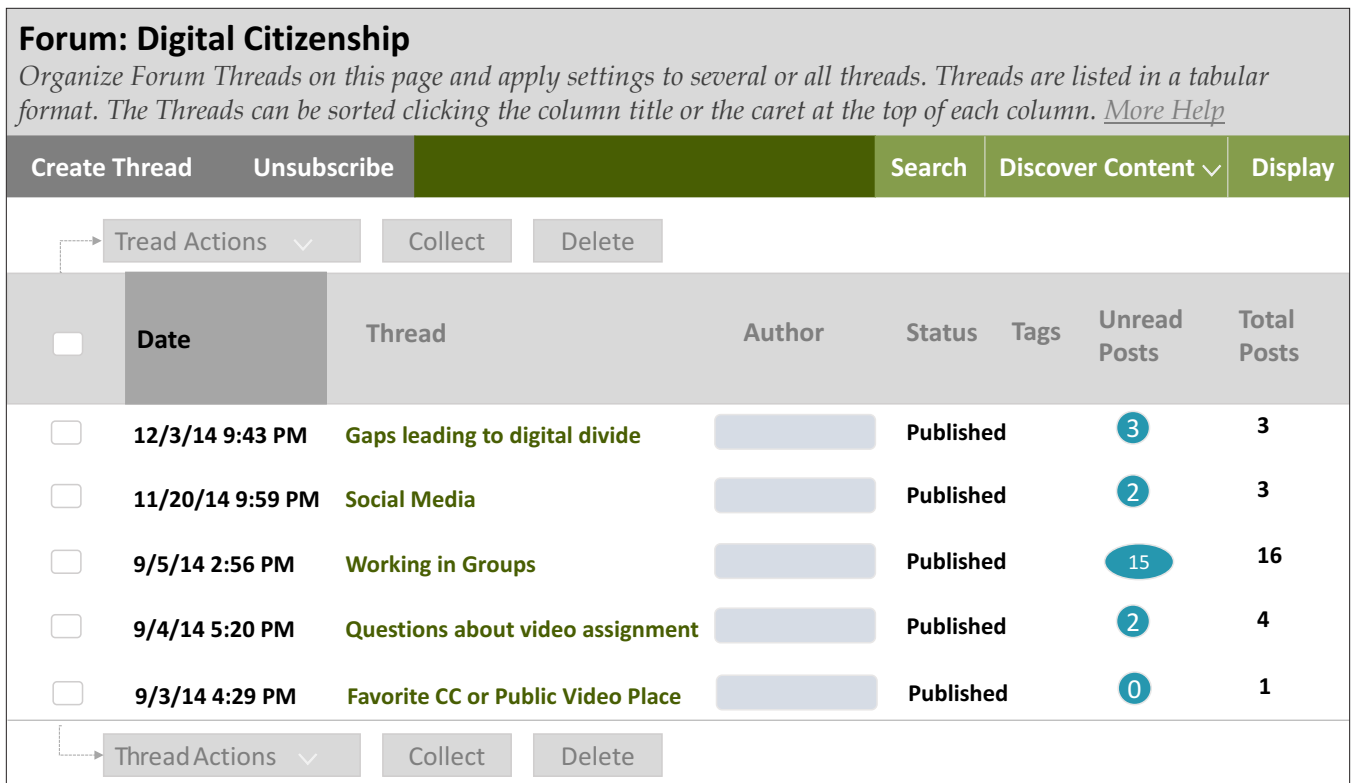 Forum: Digital Citizenship
Organize Forum Threads on this page and apply settings to several or all threads. Threads are listed in a tabular
format. The Threads can be sorted clicking the column title or the caret at the top of each column. More Help
Create Thread Unsubscribe Search Discover Content Display
Tread Actions Collect Delete
Date Thread Author Status Tags Unread Posts Total Posts
12/3/14 9:43 PM Gaps leading to digital divide Published 3 3
11/20/14 9:59 PM Social Media Published 2 3
9/5/14 2:56 PM Working in Groups Published 15 16
9/4/14 5:20 PM Questions about video assignment Published 2 4
9/3/14 4:29 PM Favorite CC or Public Video Place Published 0 1
Thread Actions Collect Delete